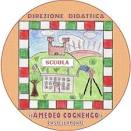 DIREZIONE DIDATTICA
SCUOLA
"AMEDEO COGNENGO"
CASTELLAMONTE